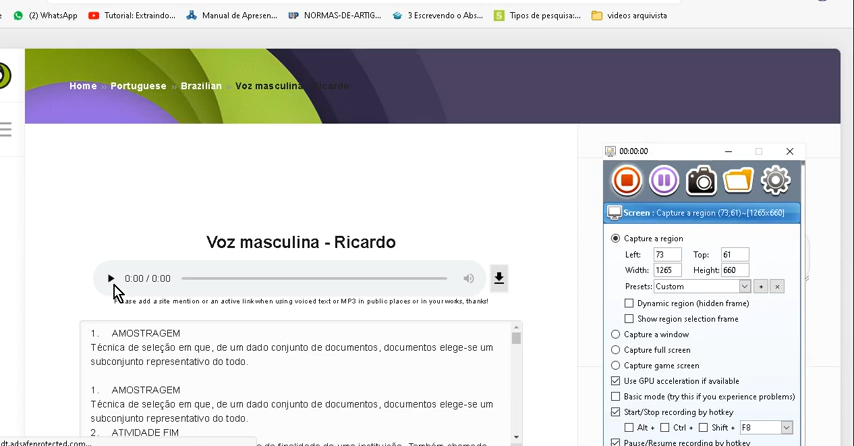 (2) WhatsApp
Tutorial: Extraindo...
Manual de Apresen...
UP NORMAS-DE-ARTIG...
3 Escrevendo o Abs...
S Tipos de pesquisa:...
videos arquivista
Home » Portuguese » Brazilian » Voz masculina - Ricardo
Voz masculina - Ricardo
0:00 / 0:00
Please add a site mention or an active link when using voiced text or MP3 in public places or in your works, thanks!
1. AMOSTRAGEM
Técnica de seleção em que, de um dado conjunto de documentos, documentos elege-se um
subconjunto representativo do todo.
1. AMOSTRAGEM
Técnica de seleção em que, de um dado conjunto de documentos, documentos elege-se um
subconjunto representativo do todo.
2. ATIVIDADE FIM
dt.adsafeprotected.com...
00:00:00
Screen : Capture a region (73,61)~[1265x660]
Capture a region
Left: 73 Top: 61
Width: 1265 Height: 660
Presets: Custom + ×
Dynamic region (hidden frame)
Show region selection frame
Capture a window
Capture full screen
Capture game screen
Use GPU acceleration if available
Basic mode (try this if you experience problems)
Start/Stop recording by hotkey
Alt + Ctrl + Shift + F8
Pause/Resume recording by hotkey